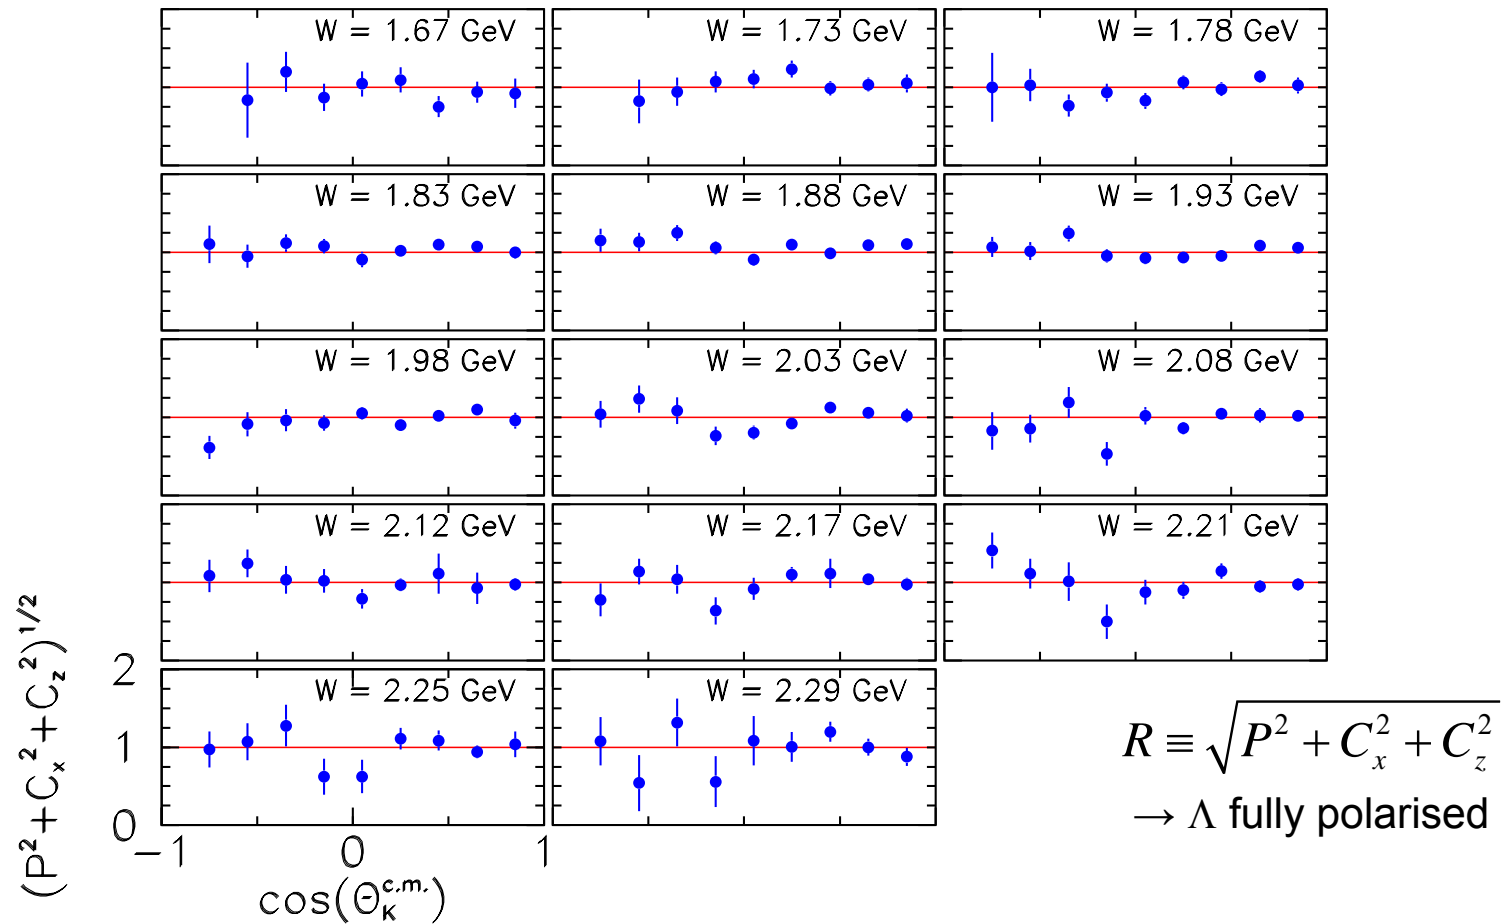 W = 1.67 GeV
W = 1.73 GeV
W = 1.78 GeV
W = 1.83 GeV
W = 1.88 GeV
W = 1.93 GeV
W = 1.98 GeV
W = 2.03 GeV
W = 2.08 GeV
W = 2.12 GeV
W = 2.17 GeV
W = 2.21 GeV
W = 2.25 GeV
W = 2.29 GeV
(P²+Cₓ²+C_z²)^1/2
2
1
0
−1 0 1
cos(Θ_K^c.m.)
R ≡ √(P² + Cₓ² + C_z²)
→ Λ fully polarised